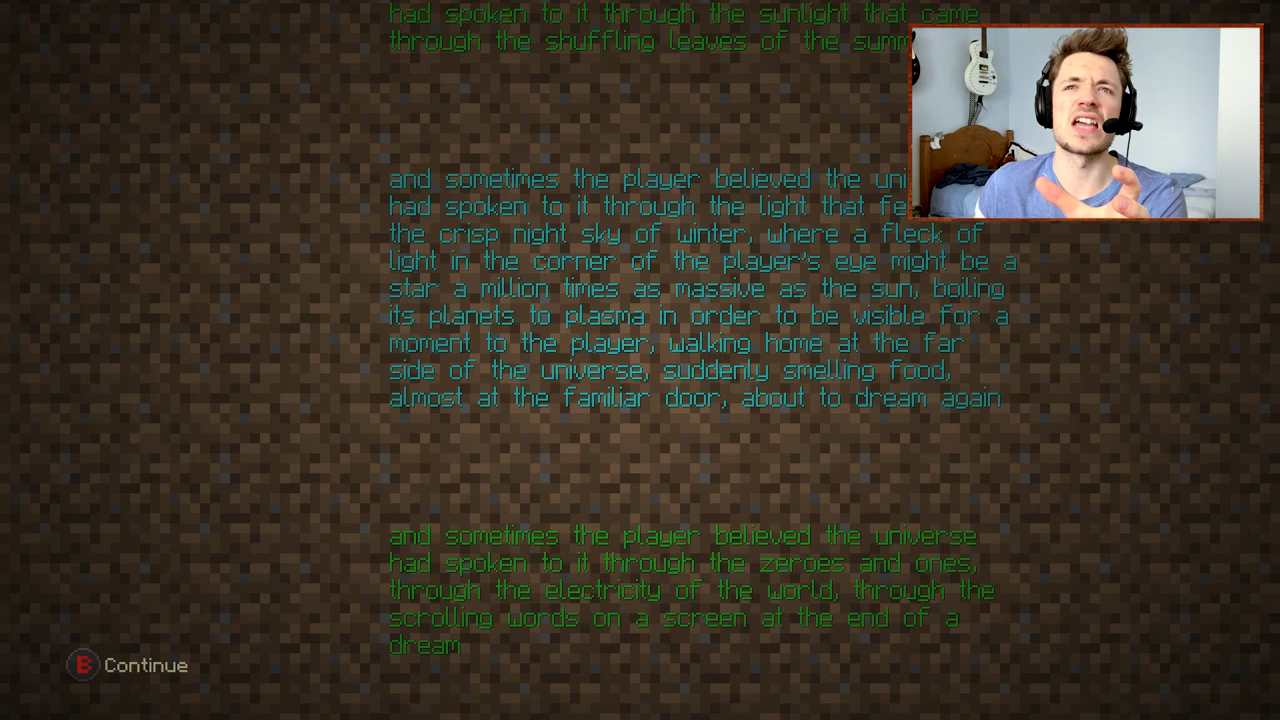 had spoken to it through the sunlight that came
through the shuffling leaves of the
and sometimes the player believed the
had spoken to it through the light that
the crisp night sky of winter, where a fleck of
light in the corner of the player's eye might be a
star a million times as massive as the sun, boiling
its planets to plasma in order to be visible for a
moment to the player, walking home at the far
side of the universe, suddenly smelling food,
almost at the familiar door, about to dream again
and sometimes the player believed the universe
had spoken to it through the zeroes and ones,
through the electricity of the world, through the
scrolling words on a screen at the end of a
dream
B Continue